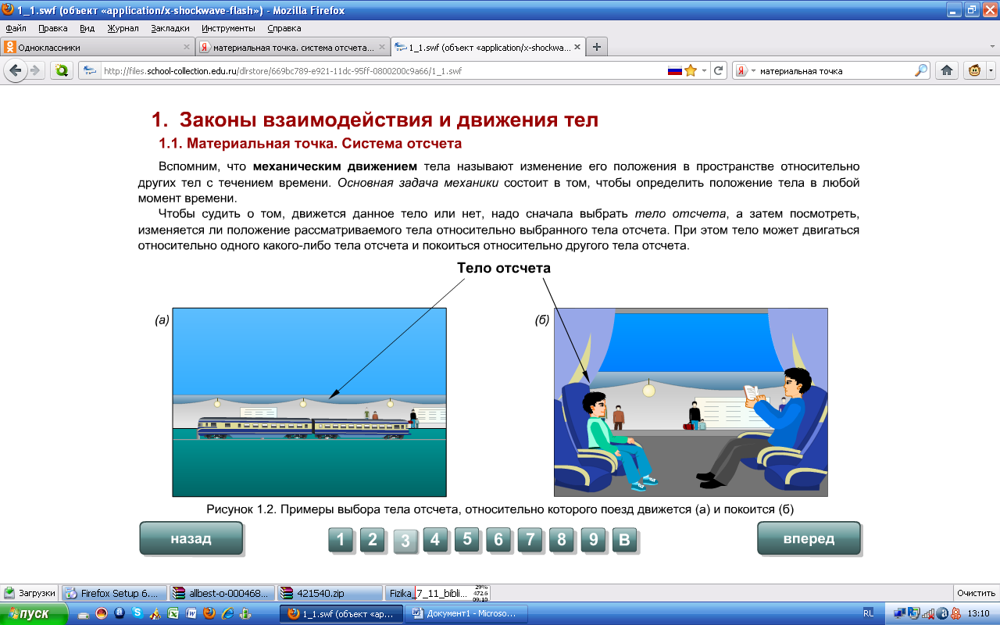 1_1.swf (объект «application/x-shockwave-flash») - Mozilla Firefox
Файл Правка Вид Журнал Закладки Инструменты Справка
Одноклассники
материальная точка. система отсчета...
1_1.swf (объект «application/x-shockwa...
http://files.school-collection.edu.ru/dlrstore/669bc789-e921-11dc-95ff-0800200c9a66/1_1.swf
материальная точка
1. Законы взаимодействия и движения тел
1.1. Материальная точка. Система отсчета
Вспомним, что механическим движением тела называют изменение его положения в пространстве относительно
других тел с течением времени. Основная задача механики состоит в том, чтобы определить положение тела в любой
момент времени.
Чтобы судить о том, движется данное тело или нет, надо сначала выбрать тело отсчета, а затем посмотреть,
изменяется ли положение рассматриваемого тела относительно выбранного тела отсчета. При этом тело может двигаться
относительно одного какого-либо тела отсчета и покоиться относительно другого тела отсчета.
Тело отсчета
(а)
(б)
Рисунок 1.2. Примеры выбора тела отсчета, относительно которого поезд движется (а) и покоится (б)
назад 1 2 3 4 5 6 7 8 9 В вперед
Загрузки
Firefox Setup 6....
allbest-o-000468...
421540.zip
Fizika_7_11_bibli...
29%
472.6
09:10
Очистить
пуск
1_1.swf (объект «ap...
Документ1 - Microso...
RL
13:10